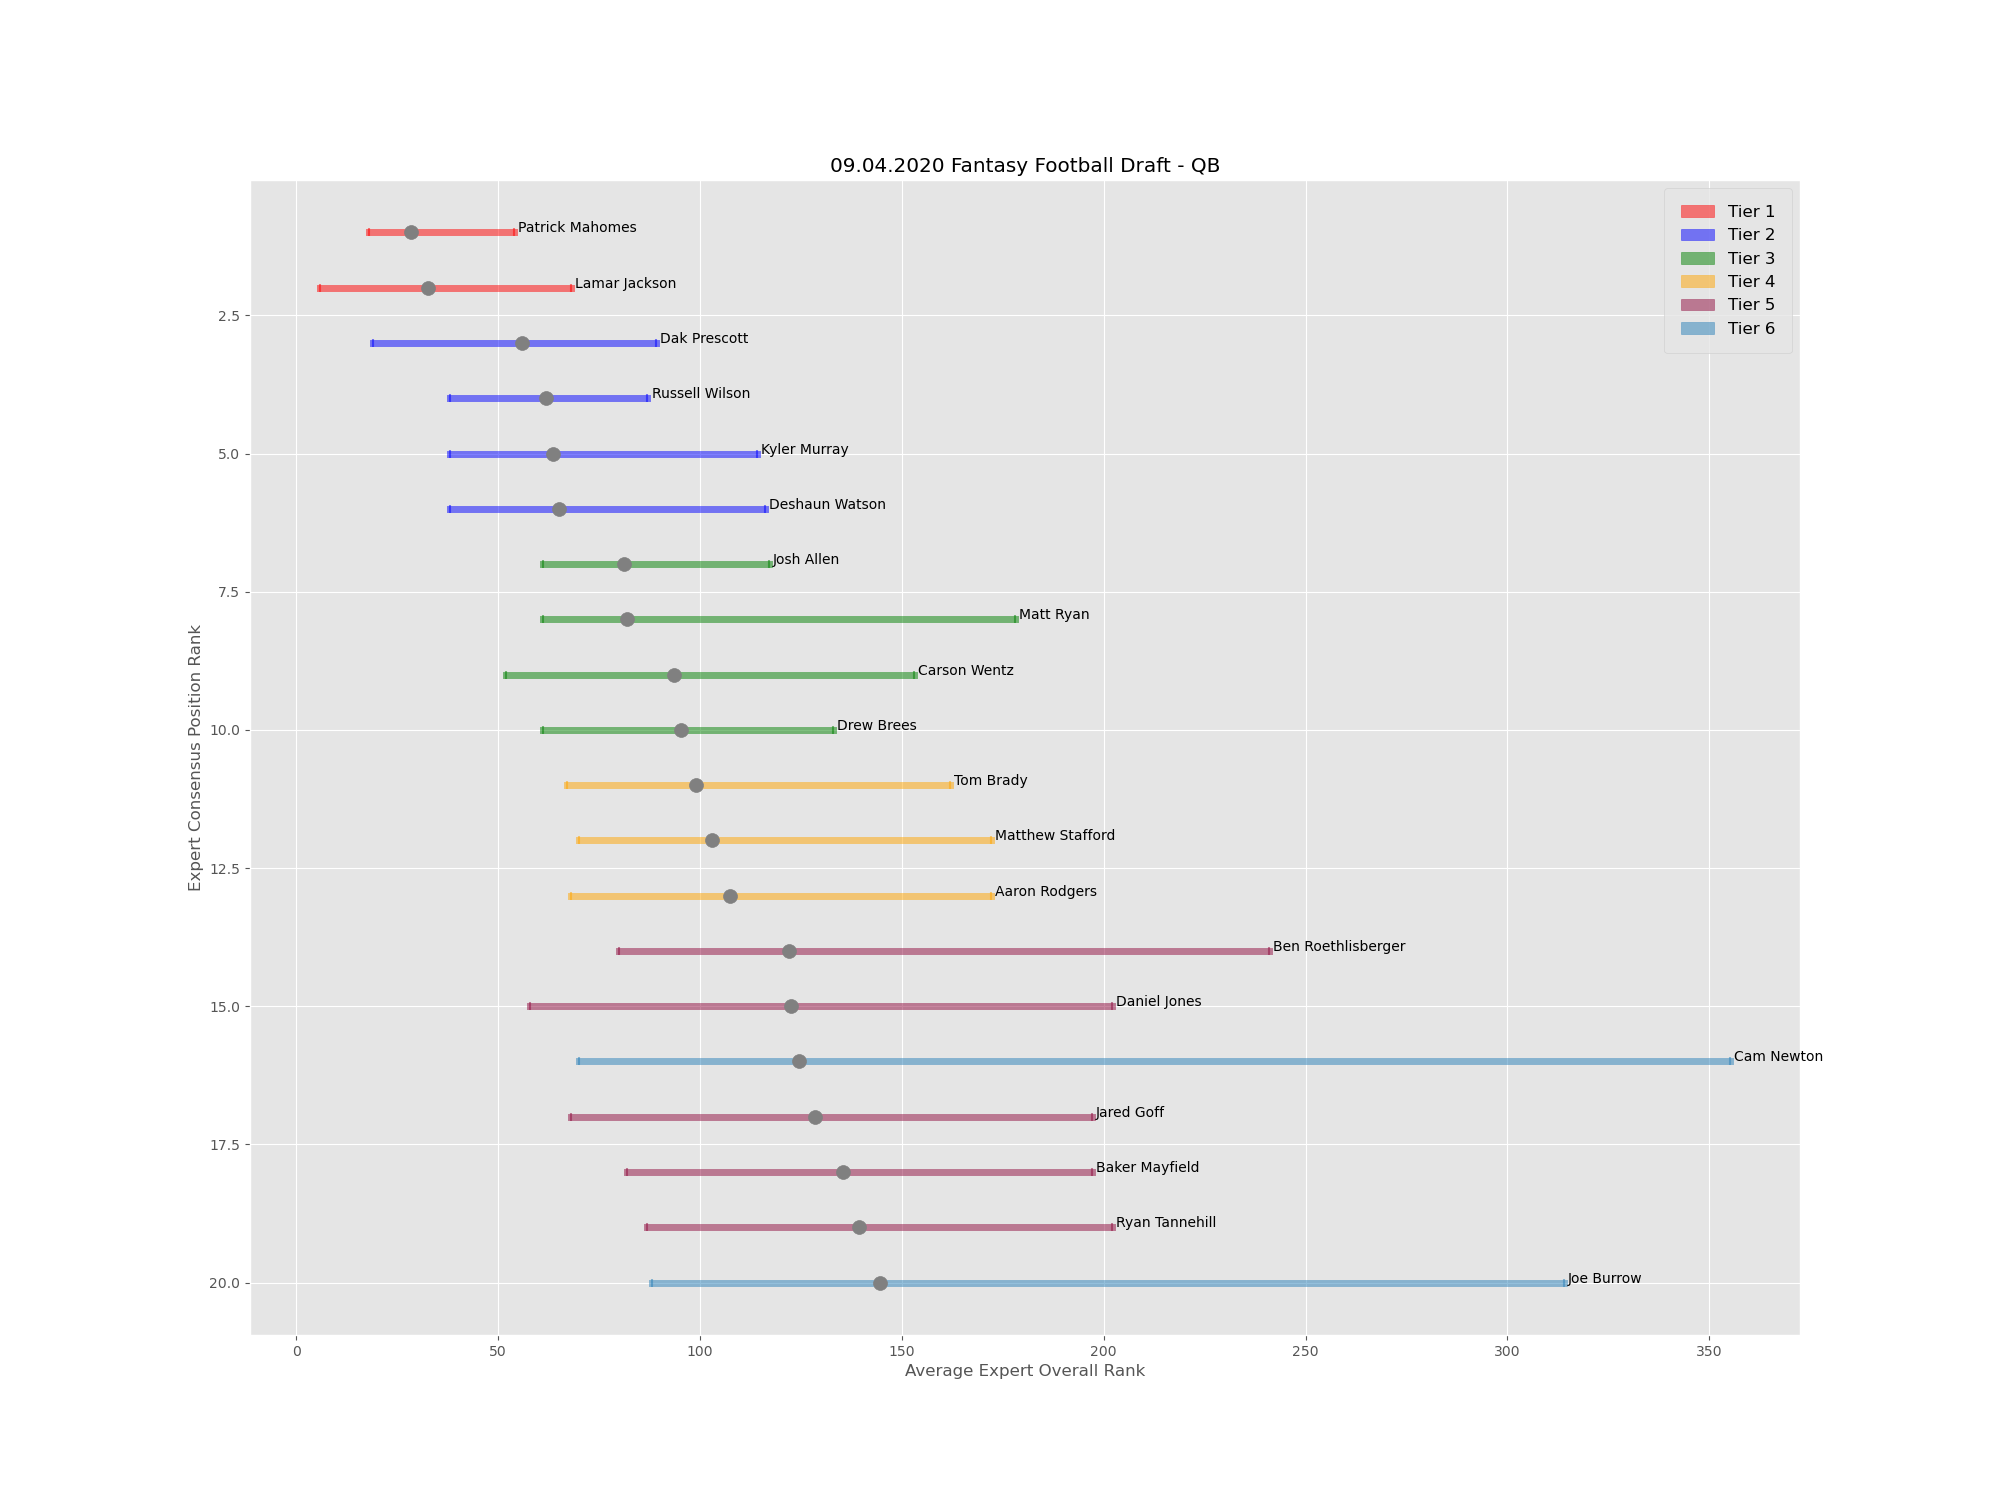 09.04.2020 Fantasy Football Draft - QB
Tier 1
Tier 2
Tier 3
Tier 4
Tier 5
Tier 6
Patrick Mahomes
Lamar Jackson
2.5
Dak Prescott
Russell Wilson
5.0
Kyler Murray
Deshaun Watson
Josh Allen
7.5
Matt Ryan
Carson Wentz
10.0
Drew Brees
Tom Brady
Matthew Stafford
12.5
Aaron Rodgers
Ben Roethlisberger
15.0
Daniel Jones
Cam Newton
Jared Goff
17.5
Baker Mayfield
Ryan Tannehill
20.0
Joe Burrow
Expert Consensus Position Rank
0 50 100 150 200 250 300 350
Average Expert Overall Rank